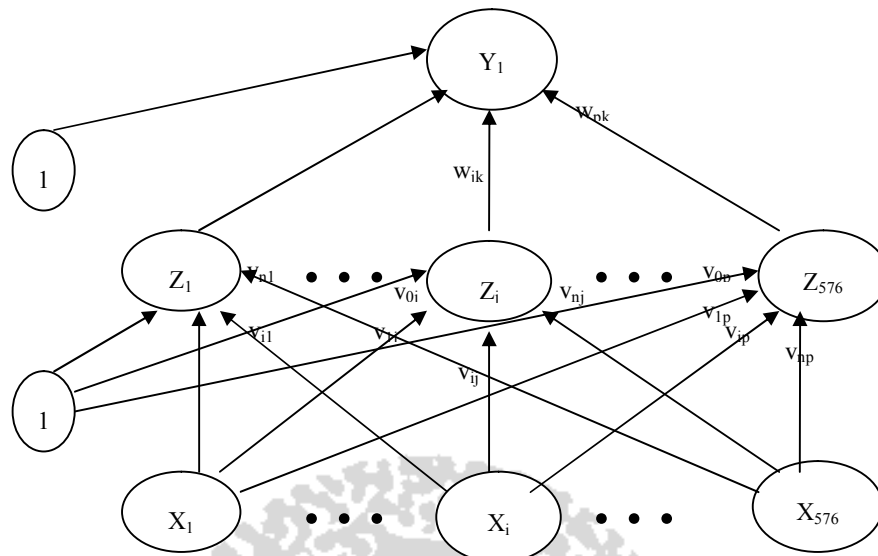 Y1
wpk
1
wik
Z1 vn1 • • • v0i Zi vnj • • • v0p Z576
vi1 v1i v1p vip
vij vnp
1
X1 • • • Xi • • • X576